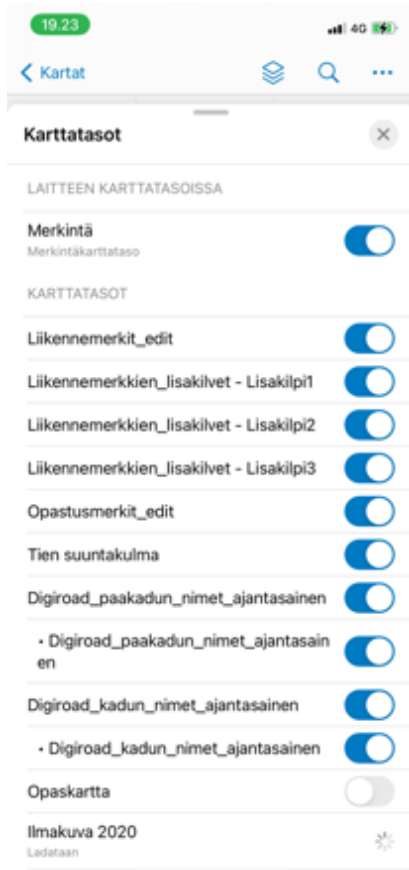 19.23
4G
Kartat
Karttatasot
LAITTEEN KARTTATASOISSA
Merkintä
Merkintäkarttataso
KARTTATASOT
Liikennemerkit_edit
Liikennemerkkien_lisakilvet - Lisakilpi1
Liikennemerkkien_lisakilvet - Lisakilpi2
Liikennemerkkien_lisakilvet - Lisakilpi3
Opastusmerkit_edit
Tien suuntakulma
Digiroad_paakadun_nimet_ajantasainen
• Digiroad_paakadun_nimet_ajantasain
en
Digiroad_kadun_nimet_ajantasainen
• Digiroad_kadun_nimet_ajantasainen
Opaskartta
Ilmakuva 2020
Ladataan